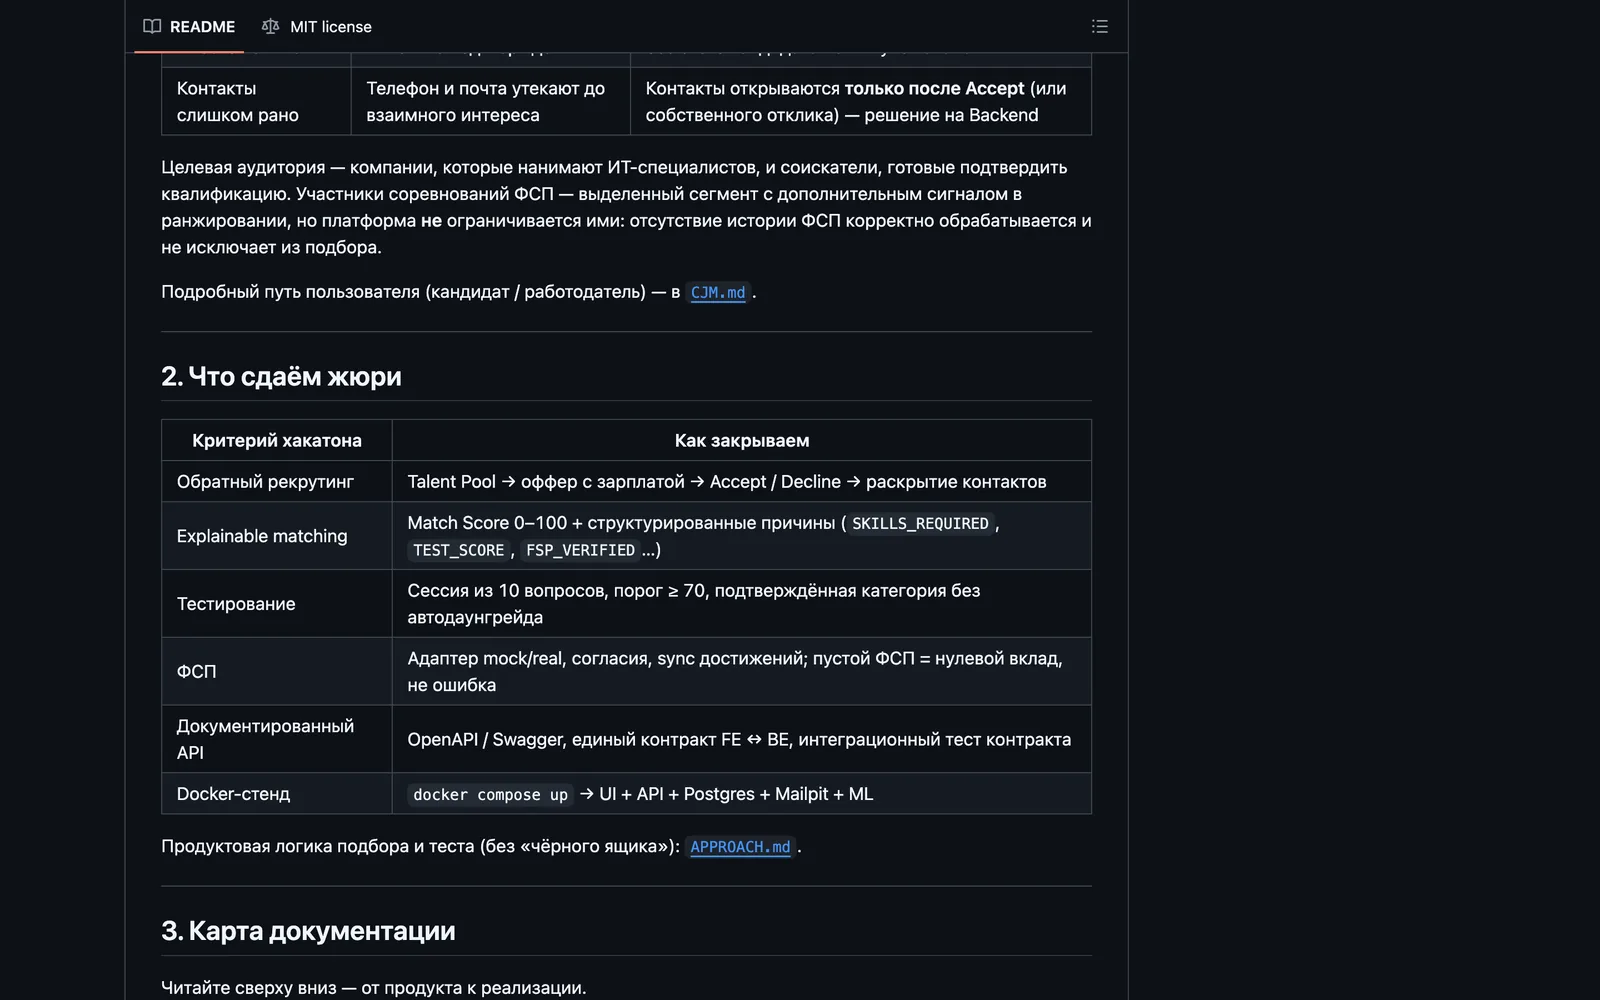 README
MIT license
Контакты
слишком рано
Телефон и почта утекают до
взаимного интереса
Контакты открываются только после Accept (или
собственного отклика) — решение на Backend
Целевая аудитория — компании, которые нанимают ИТ-специалистов, и соискатели, готовые подтвердить
квалификацию. Участники соревнований ФСП — выделенный сегмент с дополнительным сигналом в
ранжировании, но платформа не ограничивается ими: отсутствие истории ФСП корректно обрабатывается и
не исключает из подбора.
Подробный путь пользователя (кандидат / работодатель) — в CJM.md.
2. Что сдаём жюри
Критерий хакатона
Как закрываем
Обратный рекрутинг
Talent Pool → оффер с зарплатой → Accept / Decline → раскрытие контактов
Explainable matching
Match Score 0–100 + структурированные причины (SKILLS_REQUIRED,
TEST_SCORE, FSP_VERIFIED ...)
Тестирование
Сессия из 10 вопросов, порог ≥ 70, подтверждённая категория без
автодаунгрейда
ФСП
Адаптер mock/real, согласия, sync достижений; пустой ФСП = нулевой вклад,
не ошибка
Документированный
API
OpenAPI / Swagger, единый контракт FE ↔ BE, интеграционный тест контракта
Docker-стенд
docker compose up → UI + API + Postgres + Mailpit + ML
Продуктовая логика подбора и теста (без «чёрного ящика»): APPROACH.md.
3. Карта документации
Читайте сверху вниз — от продукта к реализации.